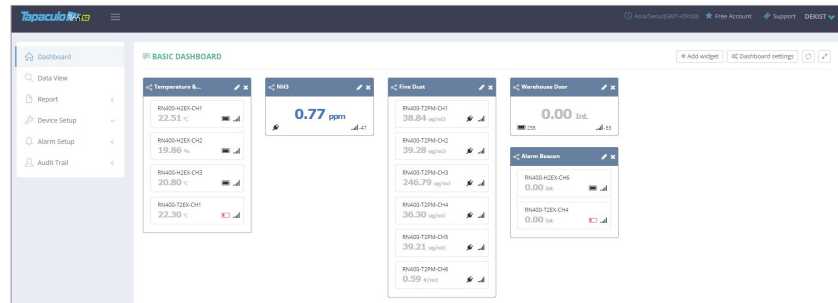 Tapaculo
Asia/Seoul(GMT+09:00) Free Account Support DEKIST
Dashboard
Data View
Report
Device Setup
Alarm Setup
Audit Trail
BASIC DASHBOARD
Add widget
Dashboard settings
Temperature &...
RN400-H2EX-CH1
22.51 ℃
RN400-H2EX-CH2
19.86 %
RN400-H2EX-CH3
20.80 ℃
RN400-T2EX-CH1
22.30 ℃
NH3
0.77 ppm
-47
Fine Dust
RN400-T2PM-CH1
38.84 ug/m3
RN400-T2PM-CH2
39.28 ug/m3
RN400-T2PM-CH3
246.79 ug/m3
RN400-T2PM-CH4
36.30 ug/m3
RN400-T2PM-CH5
39.21 ug/m3
RN400-T2PM-CH6
0.59 #/m3
Warehouse Door
0.00 Int.
255
-53
Alarm Beacon
RN400-H2EX-CH6
0.00 Int.
RN400-T2EX-CH4
0.00 Int.